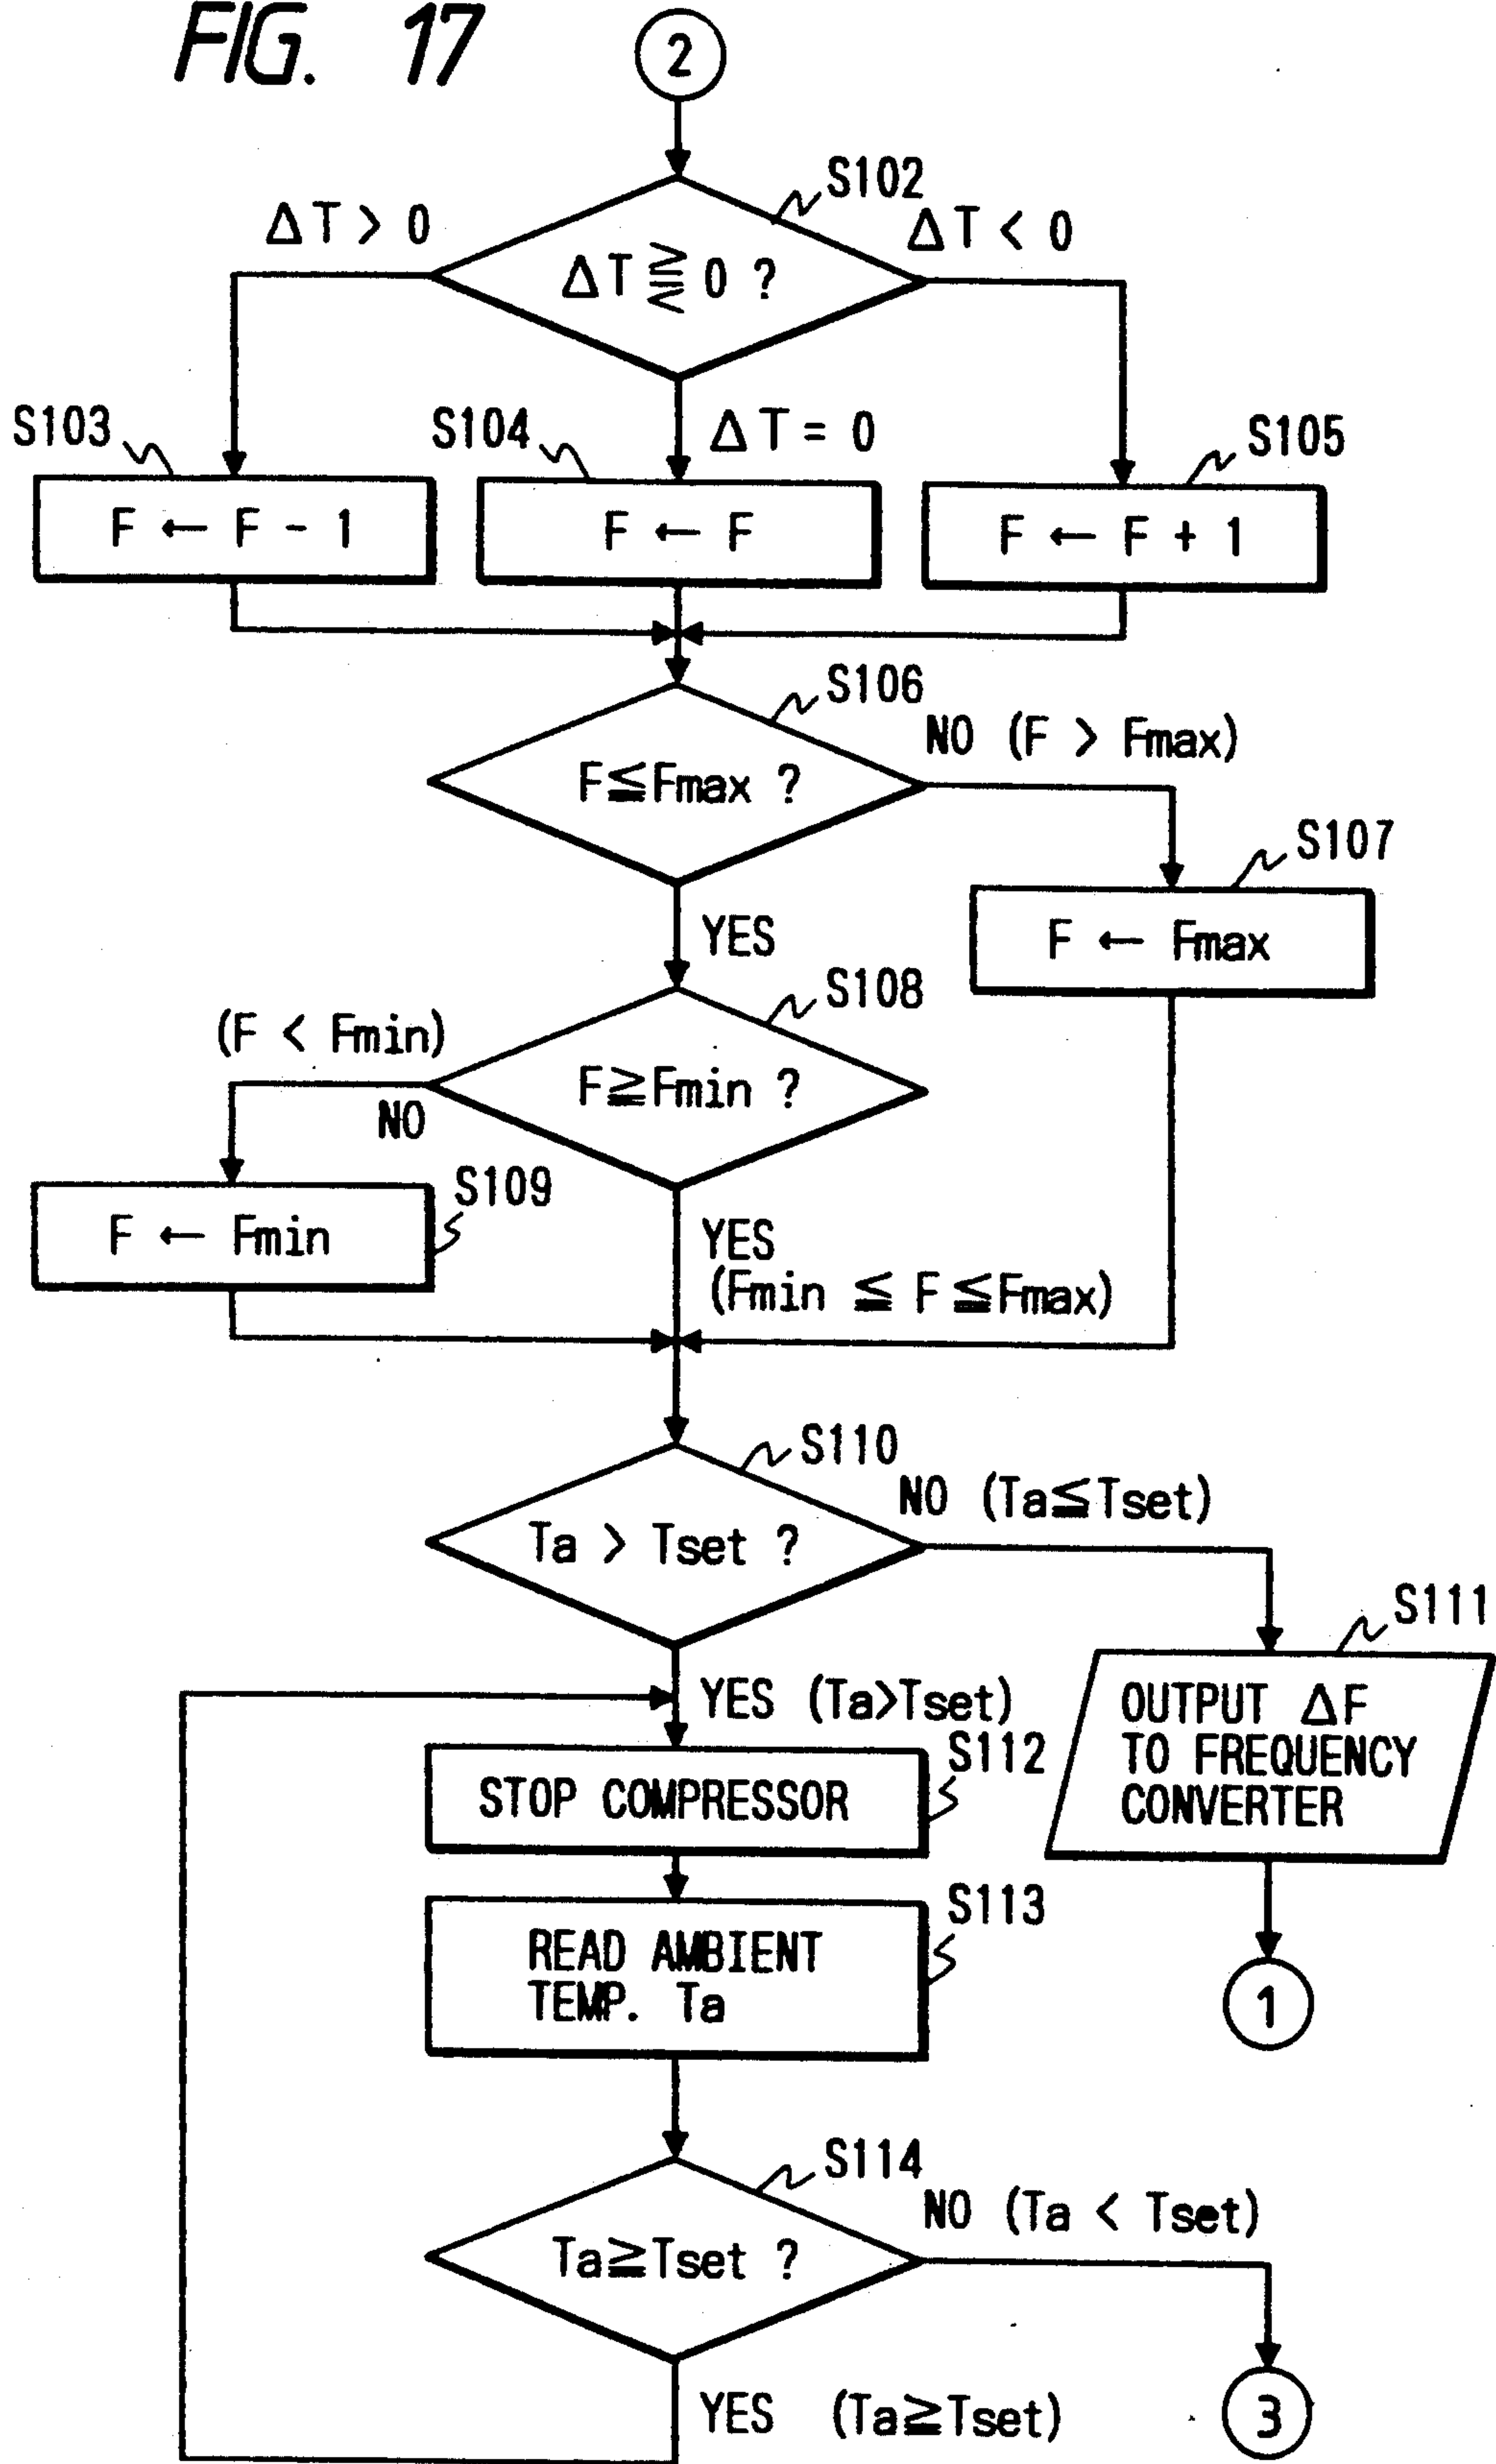 FIG. 17
2
S102
ΔT > 0
ΔT < 0
ΔT ⪌ 0 ?
S103
S104
ΔT = 0
S105
F ← F - 1
F ← F
F ← F + 1
S106
NO (F > Fmax)
F≦Fmax ?
S107
YES
F ← Fmax
S108
(F < Fmin)
F≧Fmin ?
NO
S109
F ← Fmin
YES
(Fmin ≦ F ≦Fmax)
S110
NO (Ta≦Tset)
Ta > Tset ?
S111
YES (Ta>Tset)
OUTPUT ΔF
TO FREQUENCY
CONVERTER
S112
STOP COMPRESSOR
S113
READ AMBIENT
TEMP. Ta
1
S114
NO (Ta < Tset)
Ta≧Tset ?
YES (Ta≧Tset)
3